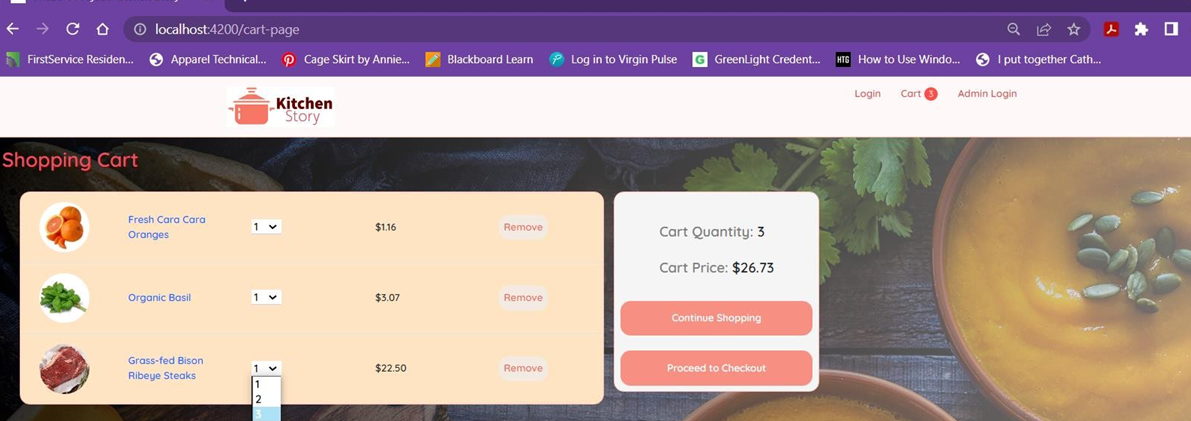 localhost:4200/cart-page
FirstService Residen...
Apparel Technical...
Cage Skirt by Annie...
Blackboard Learn
Log in to Virgin Pulse
G
GreenLight Credent...
HTG
How to Use Windo...
I put together Cath...
Kitchen
Story
Login
Cart 3
Admin Login
Shopping Cart
Fresh Cara Cara
Oranges
1
$1.16
Remove
Organic Basil
1
$3.07
Remove
Grass-fed Bison
Ribeye Steaks
1
$22.50
Remove
1
2
3
Cart Quantity: 3
Cart Price: $26.73
Continue Shopping
Proceed to Checkout